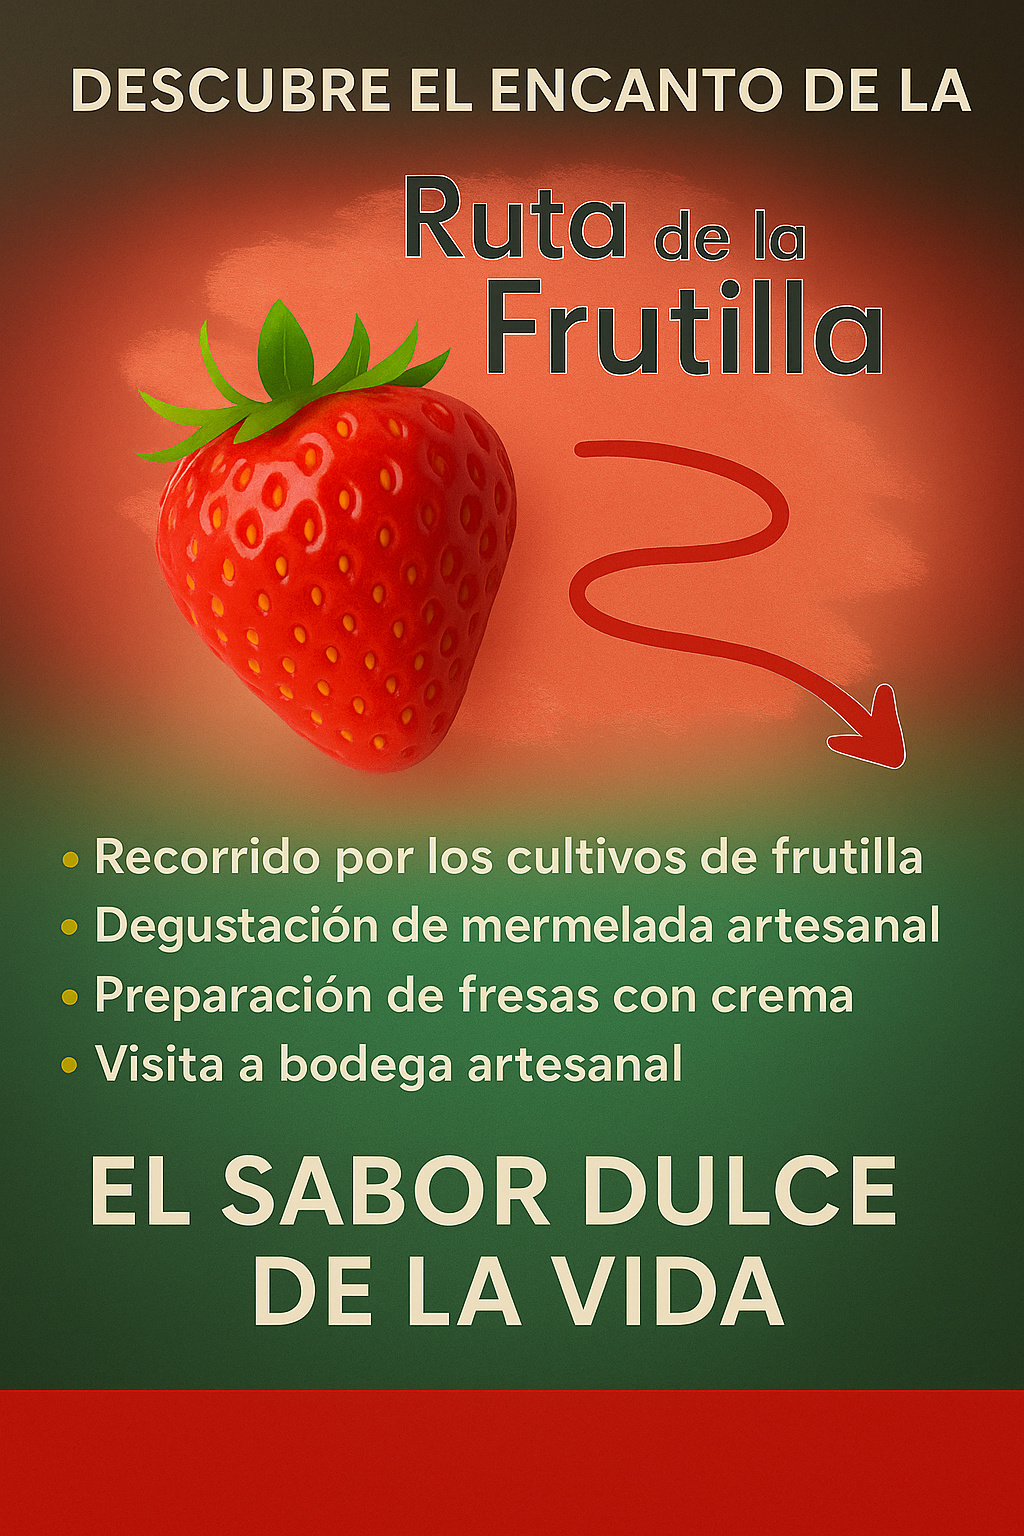 DESCUBRE EL ENCANTO DE LA
Ruta de la
Frutilla
• Recorrido por los cultivos de frutilla
• Degustación de mermelada artesanal
• Preparación de fresas con crema
• Visita a bodega artesanal
EL SABOR DULCE
DE LA VIDA